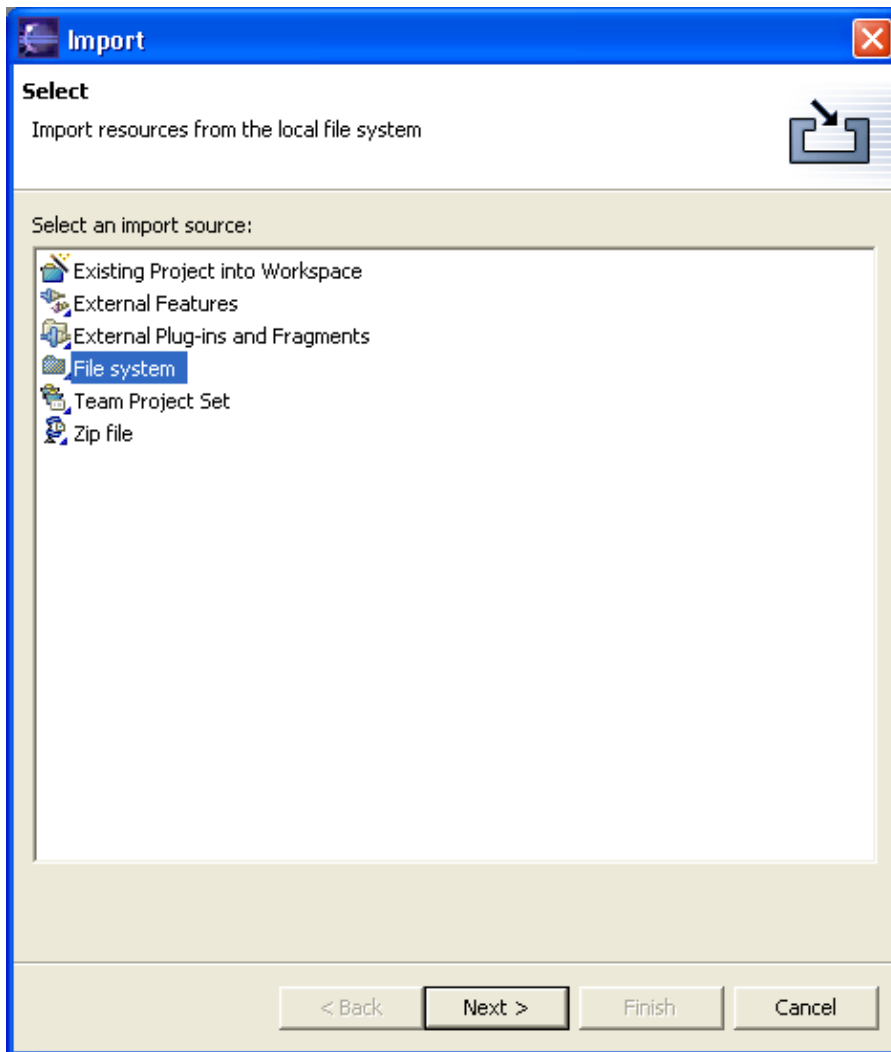 Import
Select
Import resources from the local file system
Select an import source:
Existing Project into Workspace
External Features
External Plug-ins and Fragments
File system
Team Project Set
Zip file
< Back Next > Finish Cancel